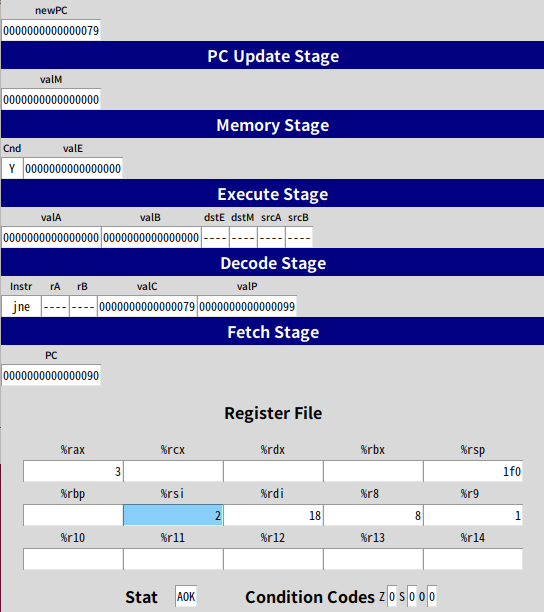 newPC
0000000000000079
PC Update Stage
valM
0000000000000000
Memory Stage
Cnd valE
Y 0000000000000000
Execute Stage
valA valB dstE dstM srcA srcB
0000000000000000 0000000000000000 ---- ---- ---- ----
Decode Stage
Instr rA rB valC valP
jne ---- ---- 0000000000000079 0000000000000099
Fetch Stage
PC
0000000000000090
Register File
%rax %rcx %rdx %rbx %rsp
3 1f0
%rbp %rsi %rdi %r8 %r9
2 18 8 1
%r10 %r11 %r12 %r13 %r14
Stat AOK Condition Codes Z 0 S 0 O 0